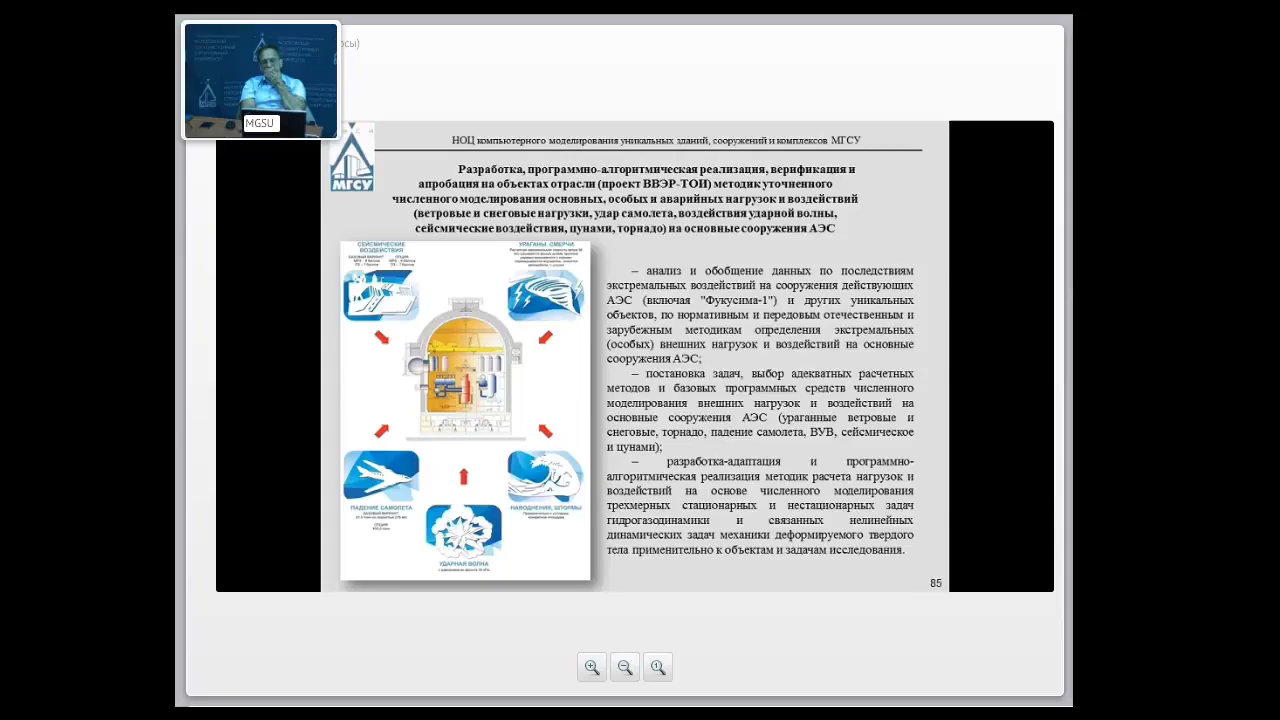 осы)
MGSU
МГСУ
НОЦ компьютерного моделирования уникальных зданий, сооружений и комплексов МГСУ
Разработка, программно-алгоритмическая реализация, верификация и
апробация на объектах отрасли (проект ВВЭР-ТОИ) методик уточненного
численного моделирования основных, особых и аварийных нагрузок и воздействий
(ветровые и снеговые нагрузки, удар самолета, воздействия ударной волны,
сейсмические воздействия, цунами, торнадо) на основные сооружения АЭС
СЕЙСМИЧЕСКИЕ
ВОЗДЕЙСТВИЯ
УРАГАНЫ, СМЕРЧИ
ПАДЕНИЕ САМОЛЕТА
НАВОДНЕНИЯ, ШТОРМЫ
УДАРНАЯ ВОЛНА
– анализ и обобщение данных по последствиям
экстремальных воздействий на сооружения действующих
АЭС (включая "Фукусима-1") и других уникальных
объектов, по нормативным и передовым отечественным и
зарубежным методикам определения экстремальных
(особых) внешних нагрузок и воздействий на основные
сооружения АЭС;
– постановка задач, выбор адекватных расчетных
методов и базовых программных средств численного
моделирования внешних нагрузок и воздействий на
основные сооружения АЭС (ураганные ветровые и
снеговые, торнадо, падение самолета, ВУВ, сейсмическое
и цунами);
– разработка-адаптация и программно-
алгоритмическая реализация методик расчета нагрузок и
воздействий на основе численного моделирования
трехмерных стационарных и нестационарных задач
гидрогазодинамики и связанных нелинейных
динамических задач механики деформируемого твердого
тела применительно к объектам и задачам исследования.
85